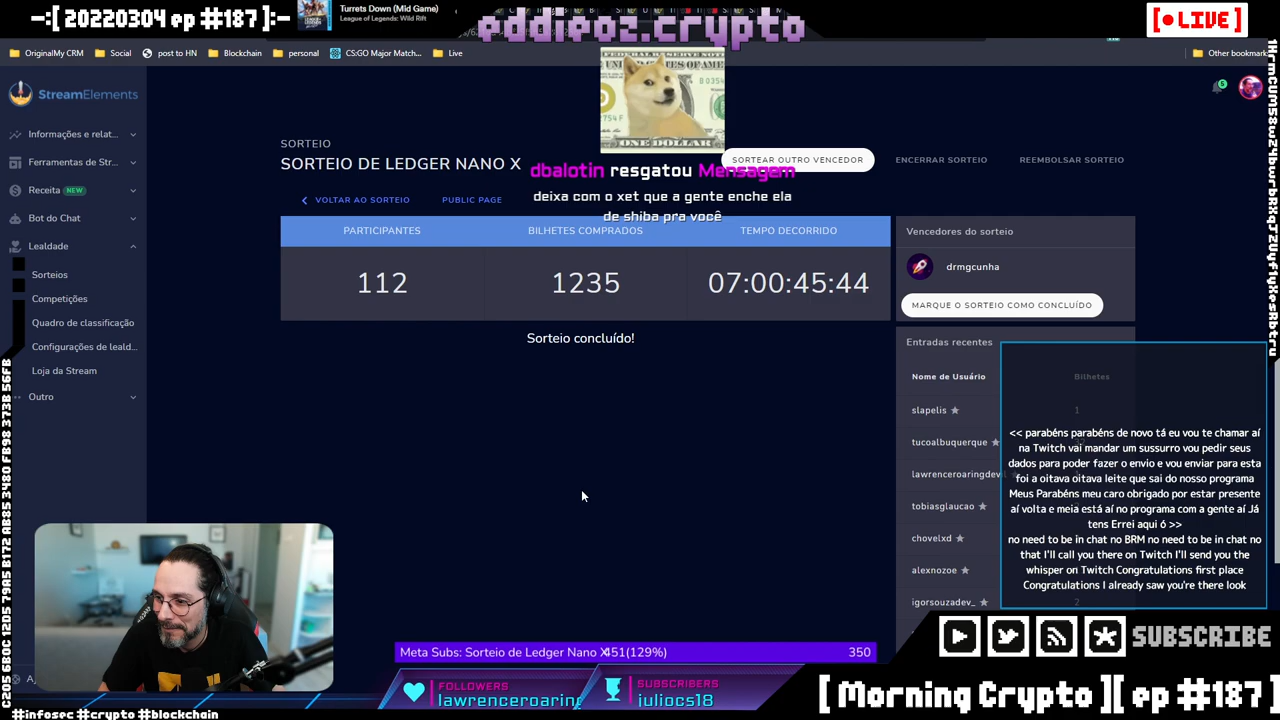 -:[ 20220304 ep #187 ]:-
Turrets Down (Mid Game)
League of Legends: Wild Rift
eddieoz.crypto
[● LIVE ]
OriginalMy CRM
Social
post to HN
Blockchain
personal
CS:GO Major Match...
Live
Other bookmark
StreamElements
5
Informações e relat...
Ferramentas de Str...
Receita NEW
Bot do Chat
Lealdade
Sorteios
Competições
Quadro de classificação
Configurações de leald...
Loja da Stream
Outro
SORTEIO
SORTEIO DE LEDGER NANO X
SORTEAR OUTRO VENCEDOR
ENCERRAR SORTEIO
REEMBOLSAR SORTEIO
ONE DOLLAR
dbalotin resgatou Mensagem
deixa com o xet que a gente enche ela
de shiba pra você
VOLTAR AO SORTEIO
PUBLIC PAGE
PARTICIPANTES
BILHETES COMPRADOS
TEMPO DECORRIDO
112
1235
07:00:45:44
Sorteio concluído!
Vencedores do sorteio
drmgcunha
MARQUE O SORTEIO COMO CONCLUÍDO
Entradas recentes
Nome de Usuário
Bilhetes
slapelis
1
tucoalbuquerque
lawrenceroaringdevil
tobiasglaucao
chovelxd
alexnozoe
igorsouzadev_
2
<< parabéns parabéns de novo tá eu vou te chamar aí
na Twitch vai mandar um sussurro vou pedir seus
dados para poder fazer o envio e vou enviar para esta
foi a oitava oitava leite que sai do nosso programa
Meus Parabéns meu caro obrigado por estar presente
aí volta e meia está aí no programa com a gente aí Já
tens Errei aqui ó >>
no need to be in chat no BRM no need to be in chat no
that I'll call you there on Twitch I'll send you the
whisper on Twitch Congratulations first place
Congratulations I already saw you're there look
Meta Subs: Sorteio de Ledger Nano X
451(129%)
350
FOLLOWERS
lawrenceroaring
SUBSCRIBERS
iuliocs18
SUBSCRIBE
[ Morning Crypto ][ ep #187 ]
#infosec #crypto #blockchain